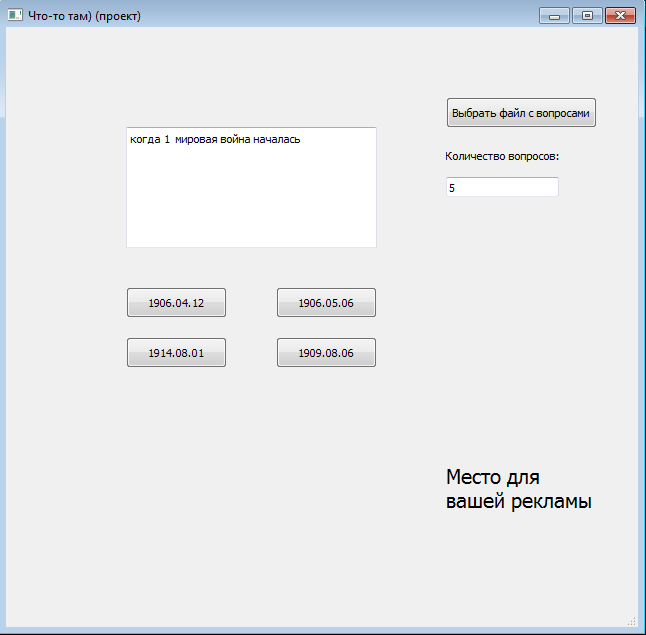 Что-то там) (проект)
Выбрать файл с вопросами
когда 1 мировая война началась
Количество вопросов:
5
1906.04.12
1906.05.06
1914.08.01
1909.08.06
Место для
вашей рекламы